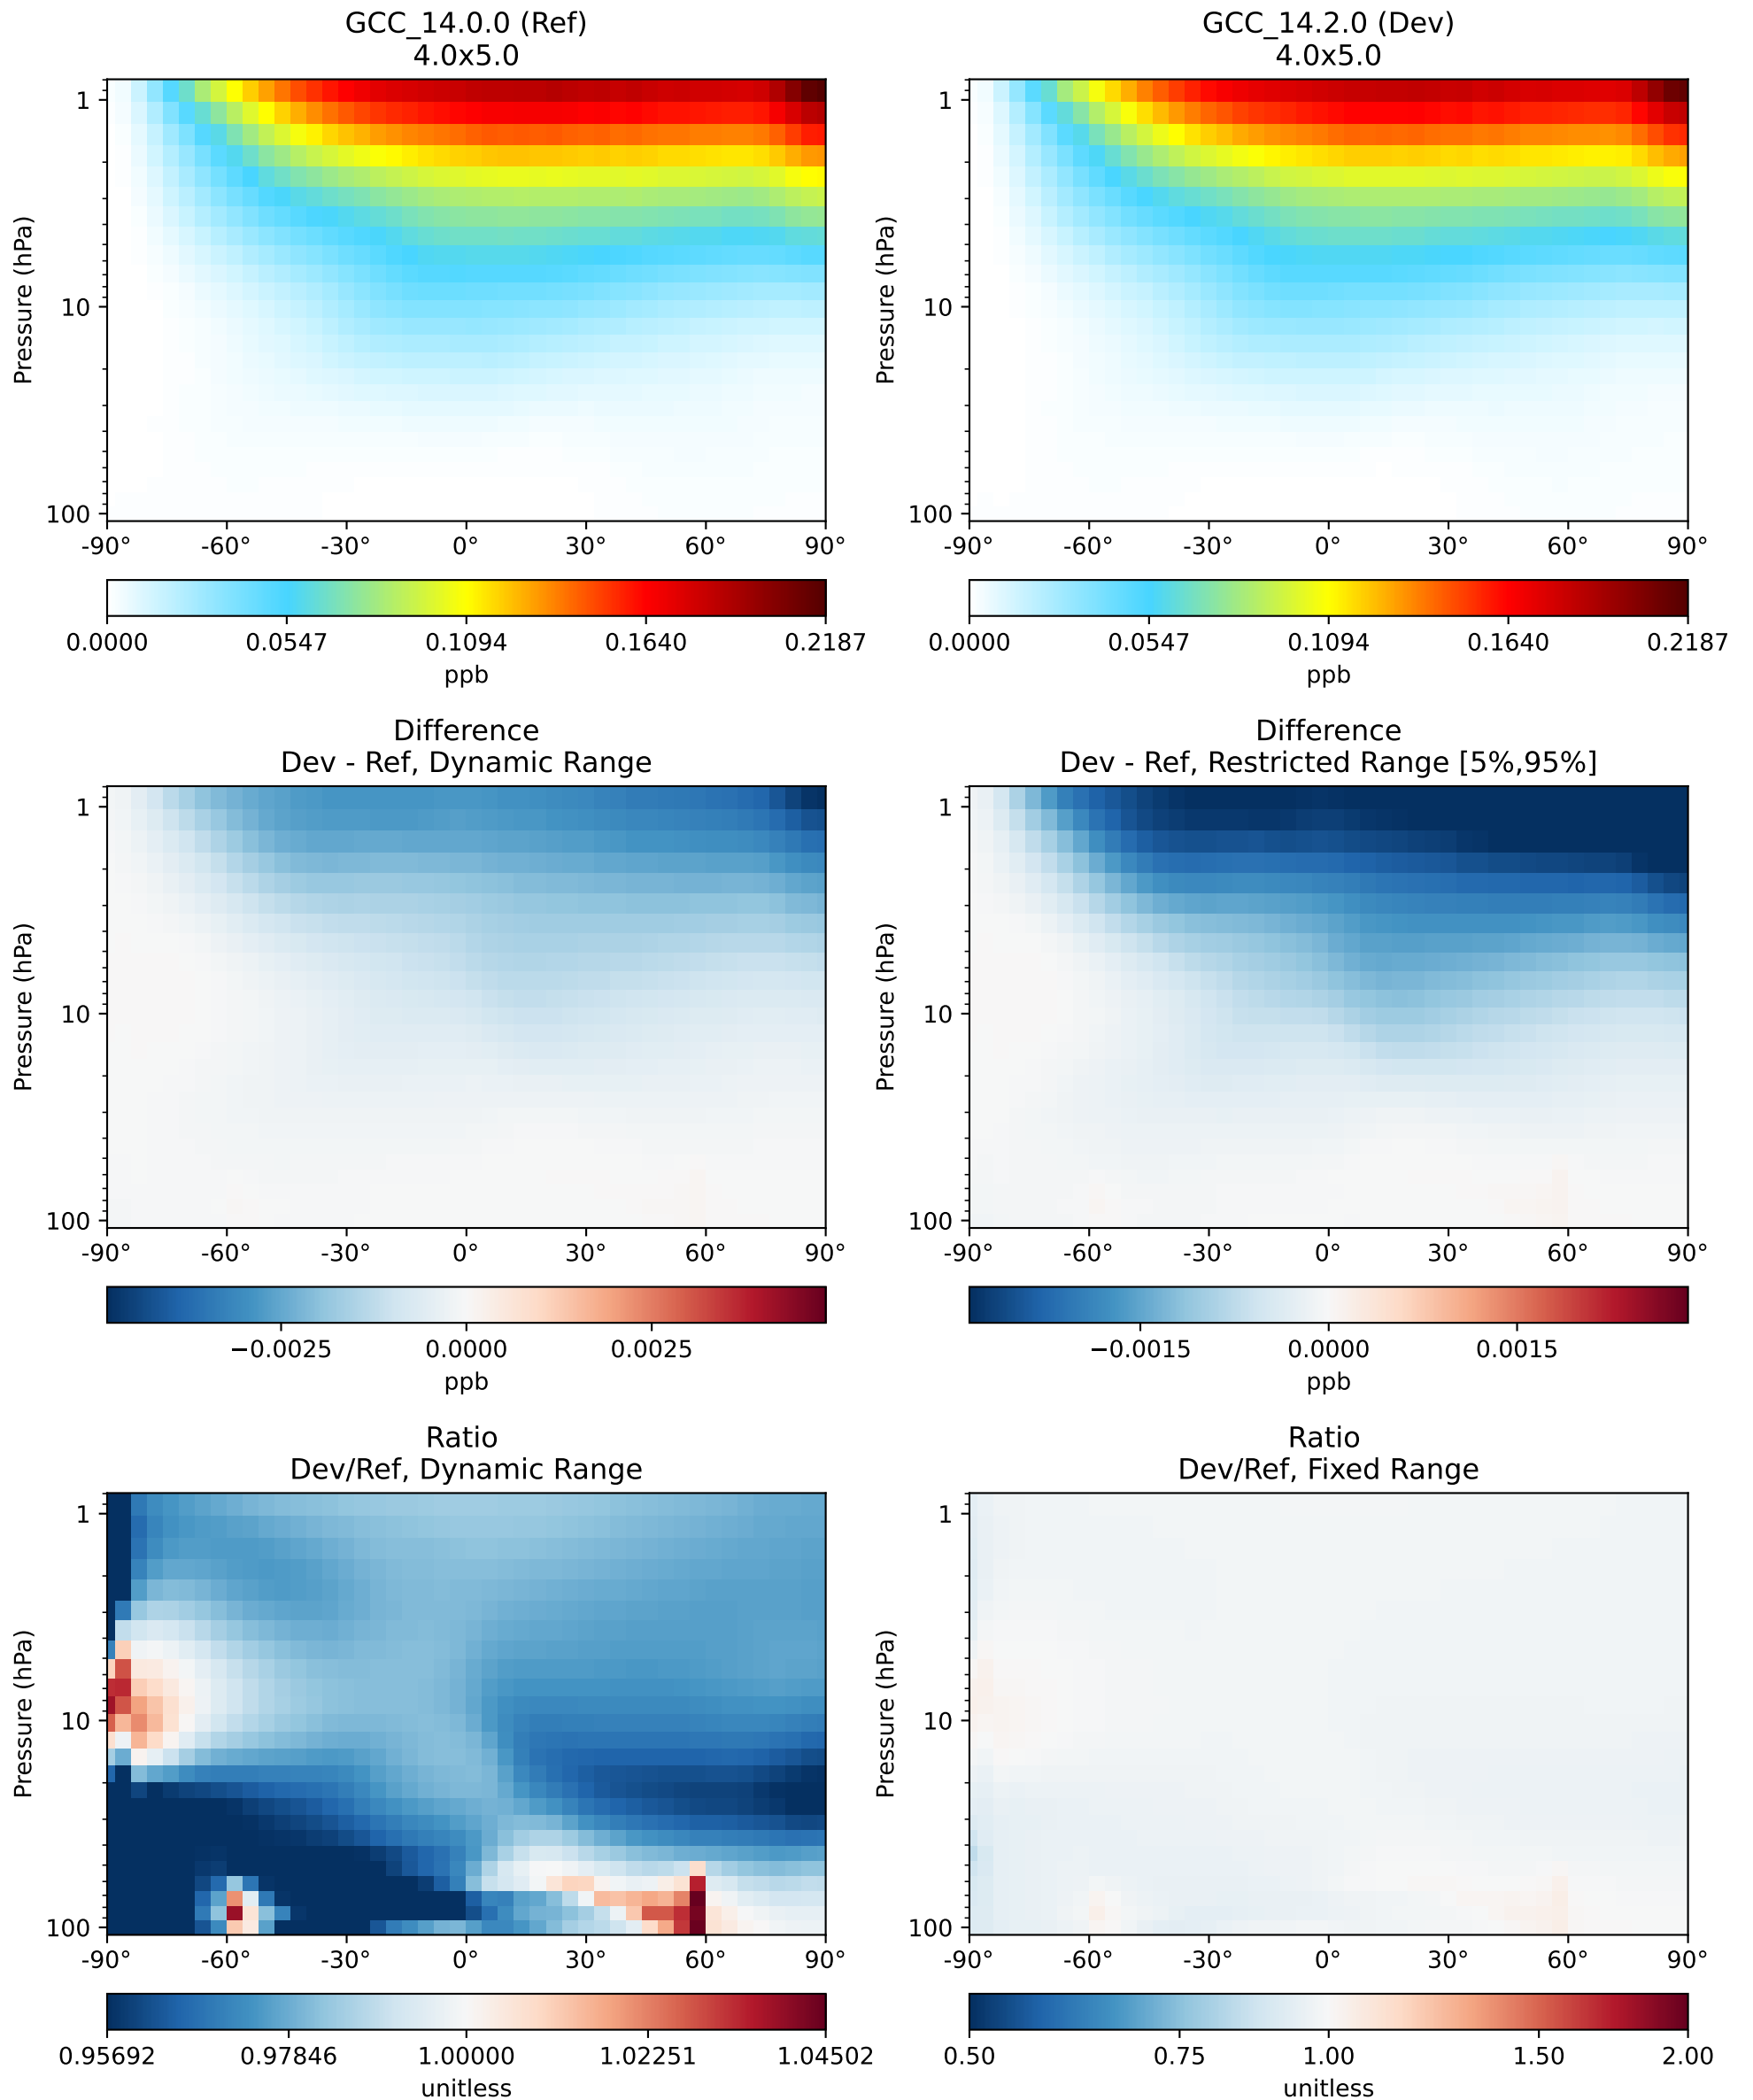 GCC_14.0.0 (Ref)
4.0x5.0
GCC_14.2.0 (Dev)
4.0x5.0
Pressure (hPa)
1
10
100
-90° -60° -30° 0° 30° 60° 90°
Pressure (hPa)
1
10
100
-90° -60° -30° 0° 30° 60° 90°
0.0000 0.0547 0.1094 0.1640 0.2187
ppb
0.0000 0.0547 0.1094 0.1640 0.2187
ppb
Difference
Dev - Ref, Dynamic Range
Difference
Dev - Ref, Restricted Range [5%,95%]
Pressure (hPa)
1
10
100
-90° -60° -30° 0° 30° 60° 90°
Pressure (hPa)
1
10
100
-90° -60° -30° 0° 30° 60° 90°
−0.0025 0.0000 0.0025
ppb
−0.0015 0.0000 0.0015
ppb
Ratio
Dev/Ref, Dynamic Range
Ratio
Dev/Ref, Fixed Range
Pressure (hPa)
1
10
100
-90° -60° -30° 0° 30° 60° 90°
Pressure (hPa)
1
10
100
-90° -60° -30° 0° 30° 60° 90°
0.95692 0.97846 1.00000 1.02251 1.04502
unitless
0.50 0.75 1.00 1.50 2.00
unitless